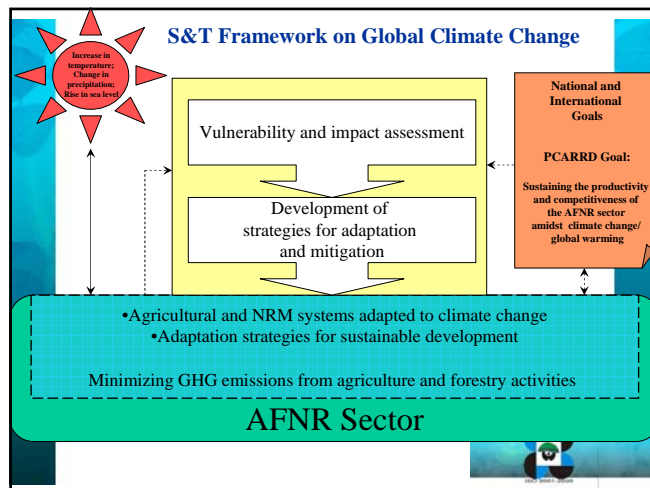 S&T Framework on Global Climate Change
Increase in
temperature;
Change in
precipitation;
Rise in sea level
Vulnerability and impact assessment
Development of
strategies for adaptation
and mitigation
National and
International
Goals
PCARRD Goal:
Sustaining the productivity
and competitiveness of
the AFNR sector
amidst climate change/
global warming
•Agricultural and NRM systems adapted to climate change
•Adaptation strategies for sustainable development
Minimizing GHG emissions from agriculture and forestry activities
AFNR Sector
ISO 9001:2000